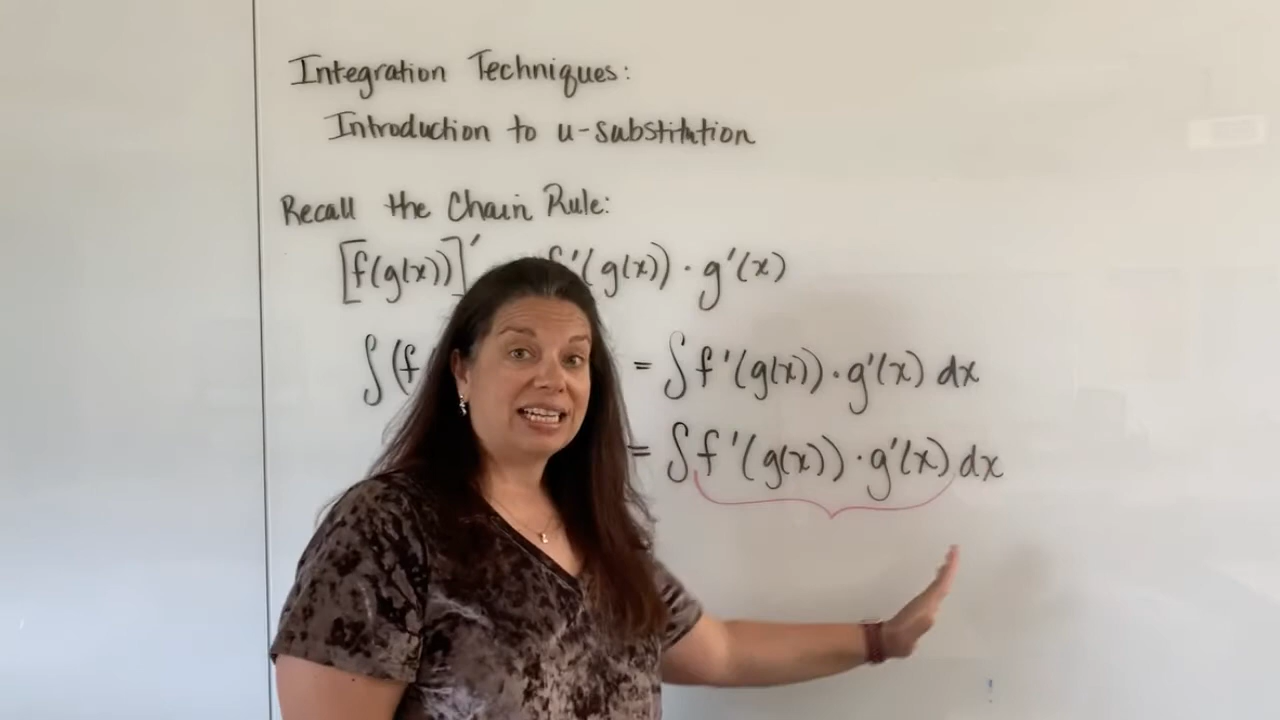 Integration Techniques:
Introduction to u-substitution
Recall the Chain Rule:
[f(g(x))]' f'(g(x)) · g'(x)
∫(f = ∫f'(g(x)) · g'(x) dx
= ∫f'(g(x)) · g'(x) dx